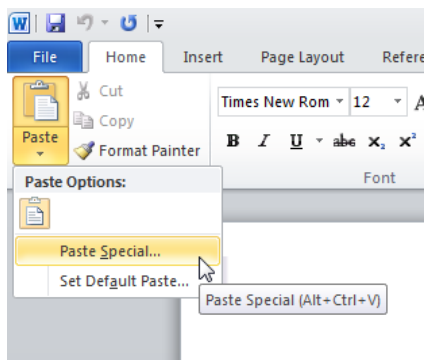 W
File Home Insert Page Layout Refere
Paste
Cut
Copy
Format Painter
Times New Rom 12 A
B I U abc x₂ x²
Font
Paste Options:
Paste Special...
Set Default Paste...
Paste Special (Alt+Ctrl+V)